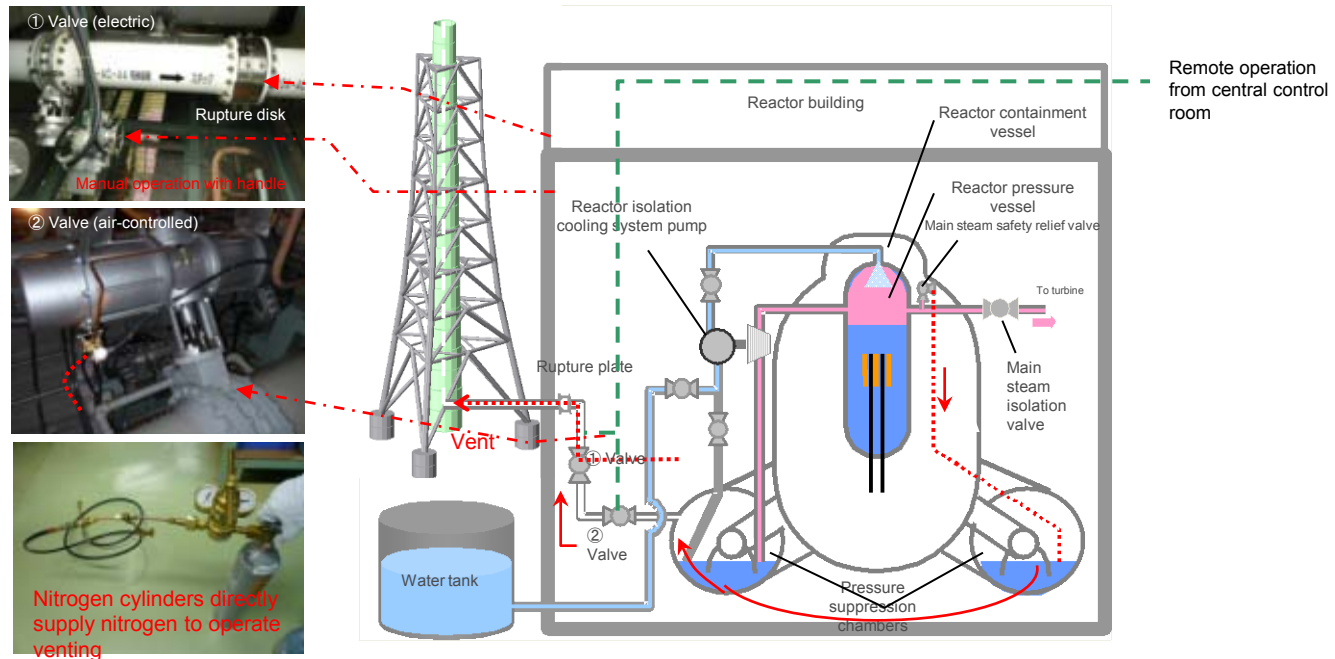 ① Valve (electric)
Rupture disk
Manual operation with handle
② Valve (air-controlled)
Nitrogen cylinders directly
supply nitrogen to operate
venting
Remote operation
from central control
room
Reactor building
Reactor containment
vessel
Reactor pressure
vessel
Main steam safety relief valve
Reactor isolation
cooling system pump
To turbine
Main
steam
isolation
valve
Rupture plate
Vent
① Valve
②
Valve
Water tank
Pressure
suppression
chambers